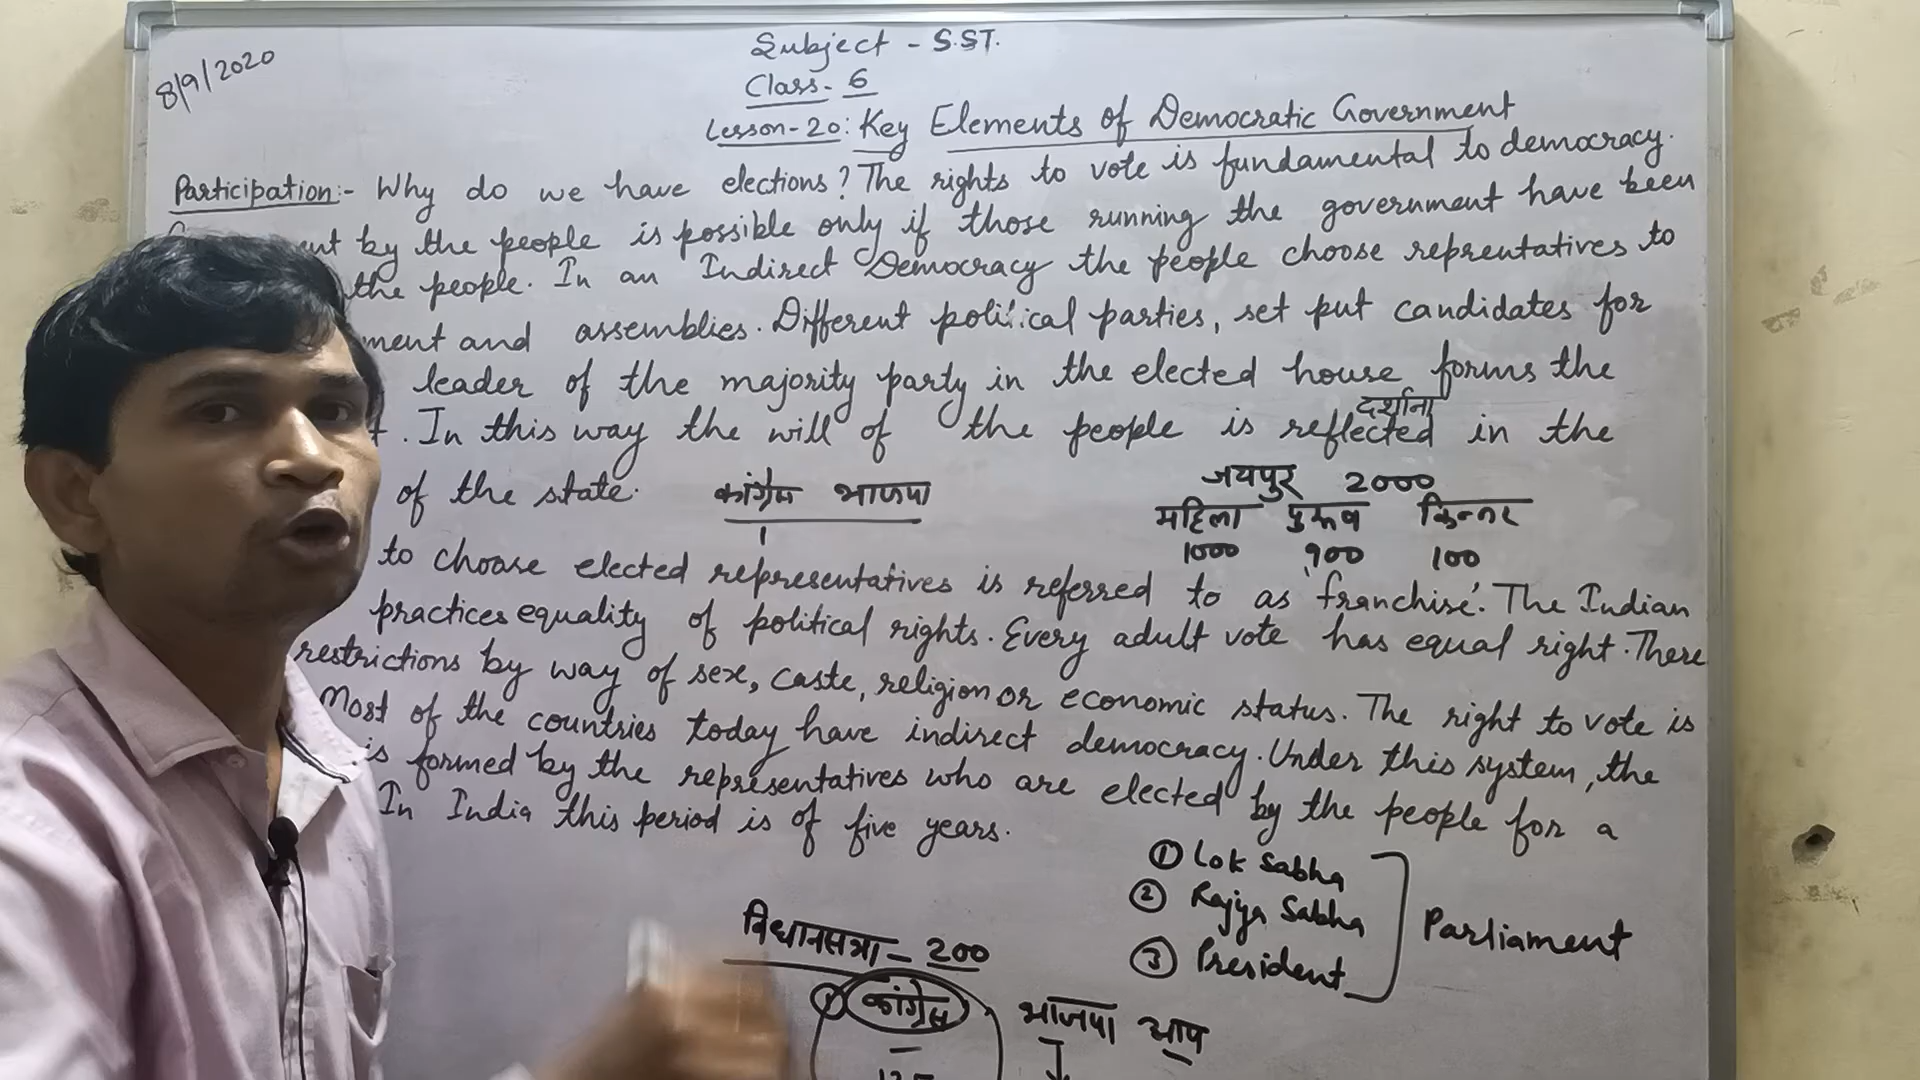 8/9/2020
Subject - S.ST.
Class- 6
Lesson-20: Key Elements of Democratic Government
Participation:- Why do we have elections? The rights to vote is fundamental to democracy.
by the people is possible only if those running the government have been
the people. In an Indirect Democracy the people choose reprentatives to
and assemblies. Different political parties, set put candidates for
leader of the majority party in the elected house forms the
दर्शाना
. In this way the will of the people is reflected in the
of the state.
कांग्रेस भाजपा
जयपुर 2000
महिला पुरुष किन्नर
1000 900 100
to choase elected representatives is referred to as 'franchise'. The Indian
practices equality of political rights. Every adult vote has equal right. There
restrictions by way of sex, caste, religion or economic status. The right to vote is
Most of the countries today have indirect democracy. Under this system, the
is formed by the representatives who are elected by the people for a
In India this period is of five years.
① Lok Sabha
② Rajya Sabha
③ President
Parliament
विधानसभा - 200
① कांग्रेस भाजपा आप